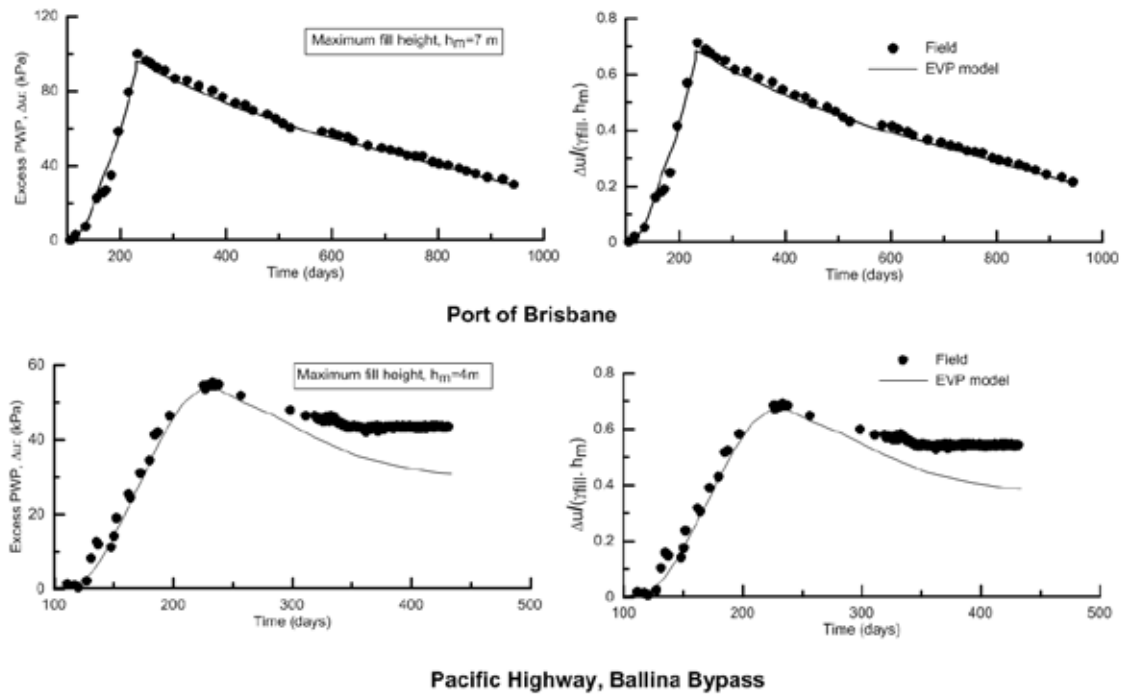 Excess PWP, Δu: (kPa)
120
80
40
0
Maximum fill height, hm=7 m
200
400
600
800
1000
Time (days)
Δu/(γfill. hm)
0.8
0.6
0.4
0.2
0
Field
EVP model
200
400
600
800
1000
Time (days)
Port of Brisbane
Excess PWP, Δu: (kPa)
60
40
20
0
Maximum fill height, hm=4m
100
200
300
400
500
Time (days)
Δu/(γfill. hm)
0.8
0.6
0.4
0.2
0
Field
EVP model
100
200
300
400
500
Time (days)
Pacific Highway, Ballina Bypass